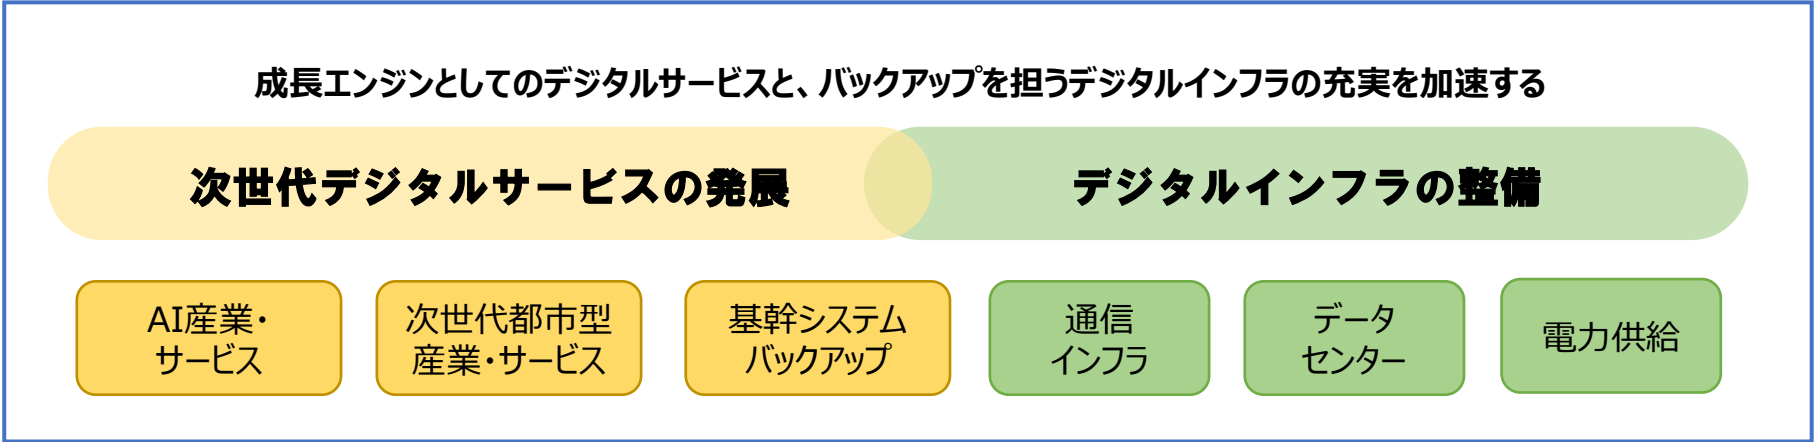 成長エンジンとしてのデジタルサービスと、バックアップを担うデジタルインフラの充実を加速する
次世代デジタルサービスの発展
デジタルインフラの整備
AI産業・
サービス
次世代都市型
産業・サービス
基幹システム
バックアップ
通信
インフラ
データ
センター
電力供給